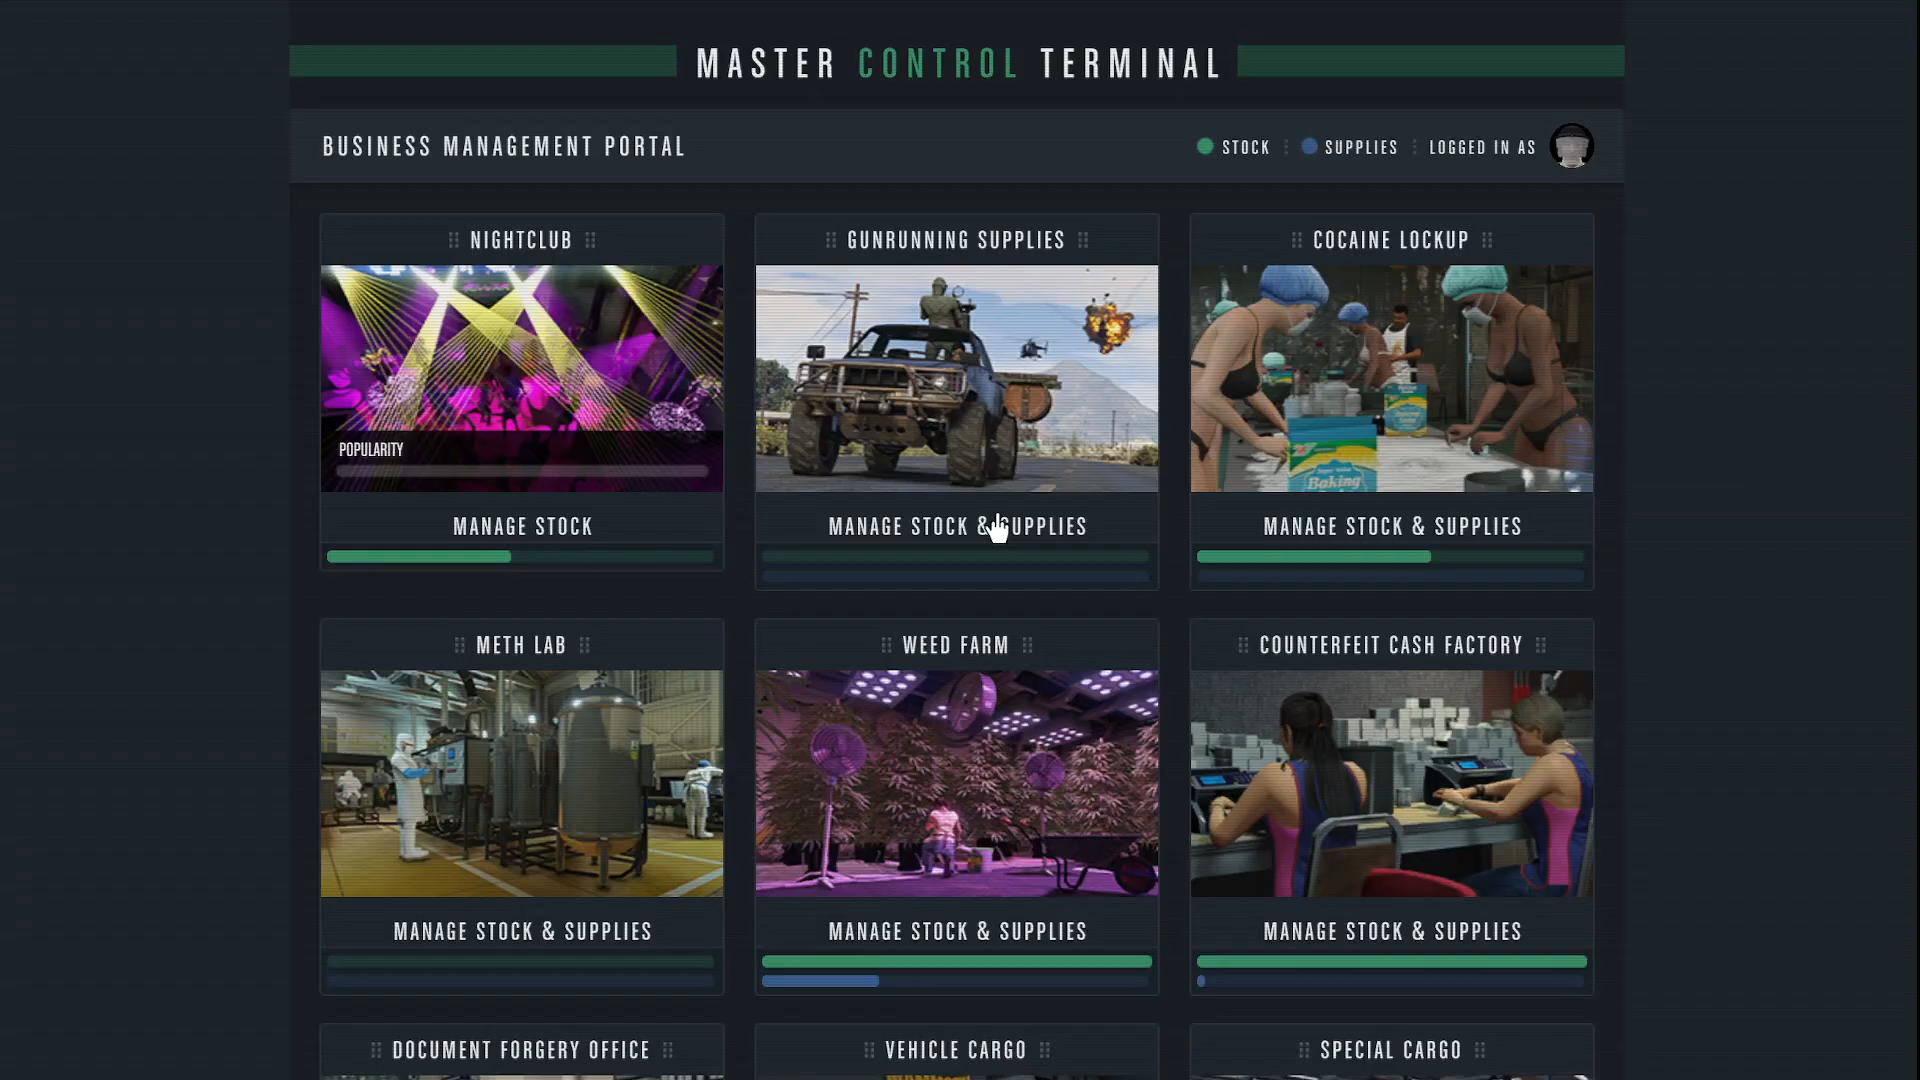 MASTER CONTROL TERMINAL
BUSINESS MANAGEMENT PORTAL
STOCK
SUPPLIES
LOGGED IN AS
NIGHTCLUB
GUNRUNNING SUPPLIES
COCAINE LOCKUP
POPULARITY
Baking
MANAGE STOCK
MANAGE STOCK & SUPPLIES
MANAGE STOCK & SUPPLIES
METH LAB
WEED FARM
COUNTERFEIT CASH FACTORY
MANAGE STOCK & SUPPLIES
MANAGE STOCK & SUPPLIES
MANAGE STOCK & SUPPLIES
DOCUMENT FORGERY OFFICE
VEHICLE CARGO
SPECIAL CARGO